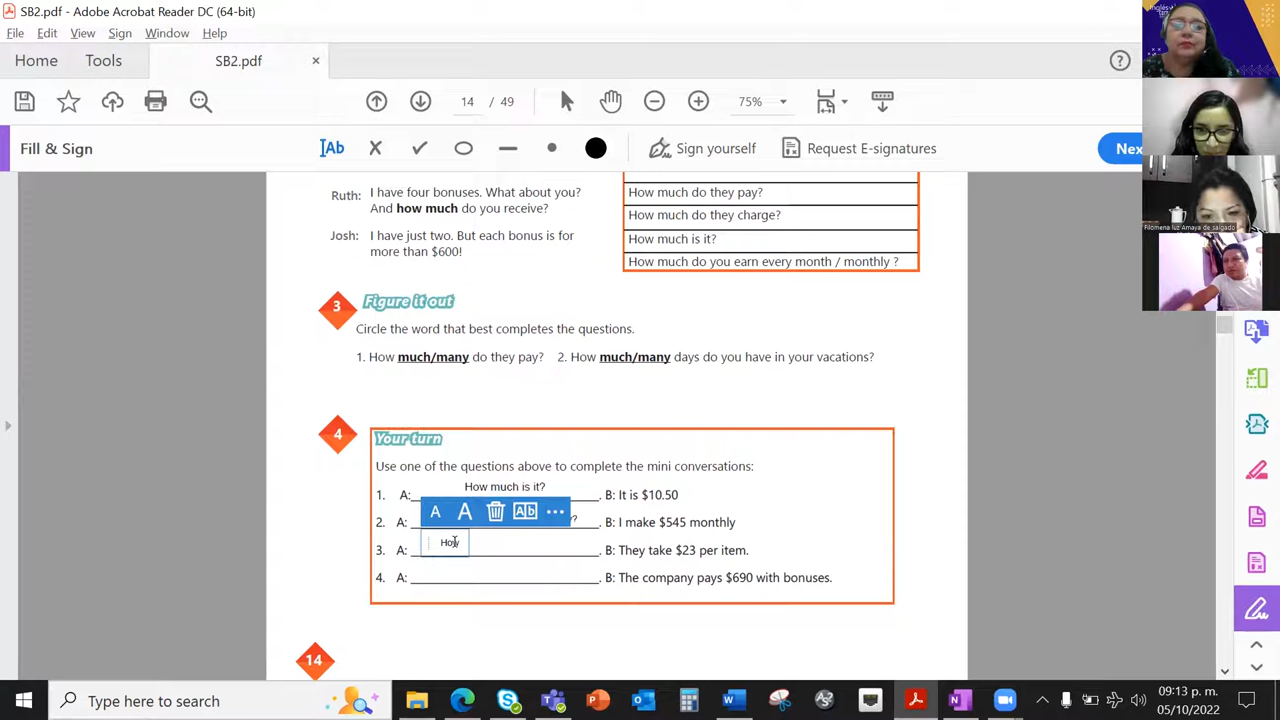 SB2.pdf - Adobe Acrobat Reader DC (64-bit)
File Edit View Sign Window Help
Home Tools SB2.pdf ×
14 / 49 75%
Fill & Sign
Ab Sign yourself Request E-signatures Nex
Inglés
Ruth: I have four bonuses. What about you?
And how much do you receive?
Josh: I have just two. But each bonus is for
more than $600!
How much do they pay?
How much do they charge?
How much is it?
How much do you earn every month / monthly ?
Filomena luz Amaya de salgado
3 Figure it out
Circle the word that best completes the questions.
1. How much/many do they pay? 2. How much/many days do you have in your vacations?
4 Your turn
Use one of the questions above to complete the mini conversations:
How much is it?
1. A: . B: It is $10.50
A A Ab
2. A: y? . B: I make $545 monthly
3. A: How . B: They take $23 per item.
4. A: . B: The company pays $690 with bonuses.
14
Type here to search
09:13 p. m.
05/10/2022